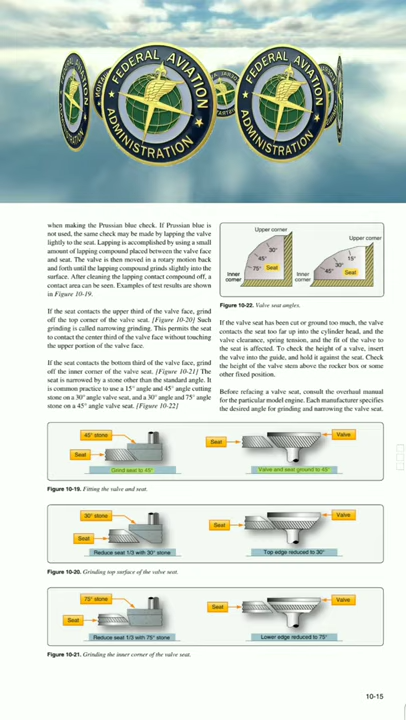 FEDERAL AVIATION
ADMINISTRATION
FEDERAL AVIATION
ADMINISTRATION
when making the Prussian blue check. If Prussian blue is
not used, the same check may be made by lapping the valve
lightly to the seat. Lapping is accomplished by using a small
amount of lapping compound placed between the valve face
and seat. The valve is then moved in a rotary motion back
and forth until the lapping compound grinds slightly into the
surface. After cleaning the lapping compound off, a
contact area can be seen. Examples of test results are shown
in Figure 10-19.
If the seat contacts the upper third of the valve face, grind
off the top corner of the valve seat. [Figure 10-20] Such
grinding is called narrowing grinding. This permits the seat
to contact the center third of the valve face without touching
the upper portion of the valve face.
If the seat contacts the bottom third of the valve face, grind
off the inner corner of the valve seat. [Figure 10-21] The
seat is narrowed by a stone other than the standard angle. It
is common practice to use a 15° angle and 45° angle cutting
stone on a 30° angle valve seat, and a 30° angle and 75° angle
stone on a 45° angle valve seat. [Figure 10-22]
Upper corner
30°
45°
75°
Seat
Inner
corner
Upper corner
15°
30°
45°
Seat
Inner
corner
Figure 10-22. Valve seat angles.
If the valve seat has been cut or ground too much, the valve
contacts the seat too far up into the cylinder head, and the
valve clearance, spring tension, and the fit of the valve to
the seat is affected. To check the height of a valve, insert
the valve into the guide, and hold it against the seat. Check
the height of the valve stem above the rocker box or some
other fixed position.
Before refacing a valve seat, consult the overhaul manual
for the particular model engine. Each manufacturer specifies
the desired angle for grinding and narrowing the valve seat.
45° stone
Seat
Grind seat to 45°
Seat
Valve
Valve and seat ground to 45°
Figure 10-19. Fitting the valve and seat.
30° stone
Seat
Reduce seat 1/3 with 30° stone
Seat
Valve
Top edge reduced to 30°
Figure 10-20. Grinding top surface of the valve seat.
75° stone
Seat
Reduce seat 1/3 with 75° stone
Seat
Valve
Lower edge reduced to 75°
Figure 10-21. Grinding the inner corner of the valve seat.
10-15